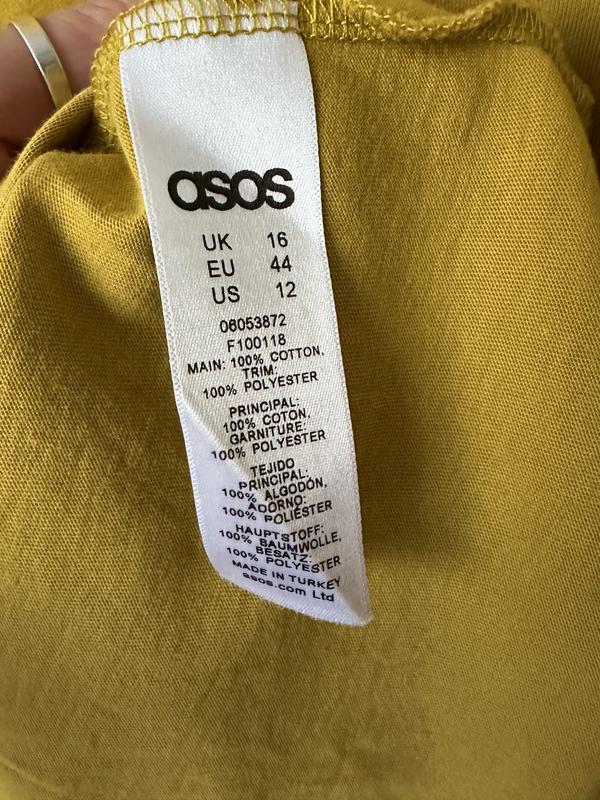 asos
UK 16
EU 44
US 12
06053872
F100118
MAIN: 100% COTTON,
TRIM:
100% POLYESTER
PRINCIPAL:
100% COTON,
GARNITURE:
100% POLYESTER
TEJIDO
PRINCIPAL:
100% ALGODÓN,
ADORNO:
100% POLIÉSTER
HAUPTSTOFF:
100% BAUMWOLLE,
BESATZ:
100% POLYESTER
MADE IN TURKEY
asos.com Ltd